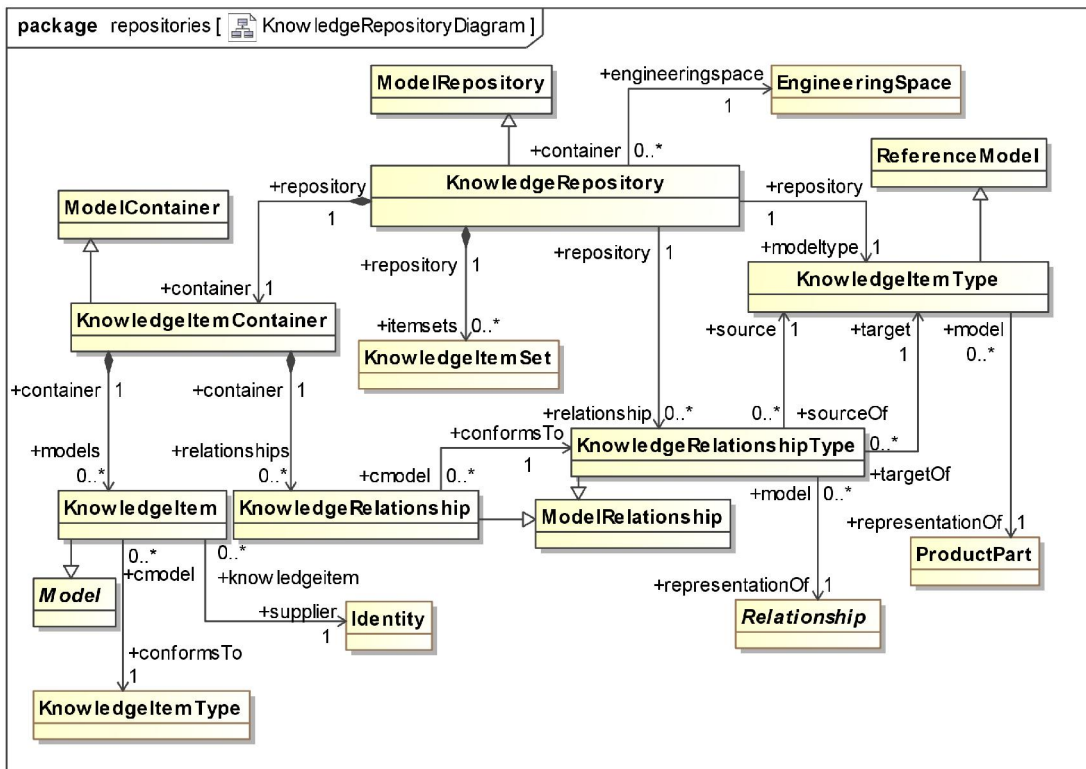 package repositories [ KnowledgeRepositoryDiagram ]
ModelRepository
+engineeringspace
1
EngineeringSpace
+container 0..*
ReferenceModel
KnowledgeRepository
+repository
1
+repository
1
ModelContainer
+repository
1
+repository
1
+modeltype 1
+container 1
KnowledgeItemType
KnowledgeItemContainer
+itemsets 0..*
KnowledgeItemSet
+source 1
+target
1
+model
0..*
+container 1
+container 1
+relationship 0..*
0..* +sourceOf
+conformsTo
1
KnowledgeRelationshipType
0..*
+targetOf
+models
0..*
+relationships
0..*
+cmodel 0..*
+model 0..*
KnowledgeItem
KnowledgeRelationship
ModelRelationship
+representationOf 1
ProductPart
0..*
+cmodel
0..*
+knowledgeitem
Model
+supplier
1
Identity
+representationOf 1
Relationship
+conformsTo
1
KnowledgeItemType